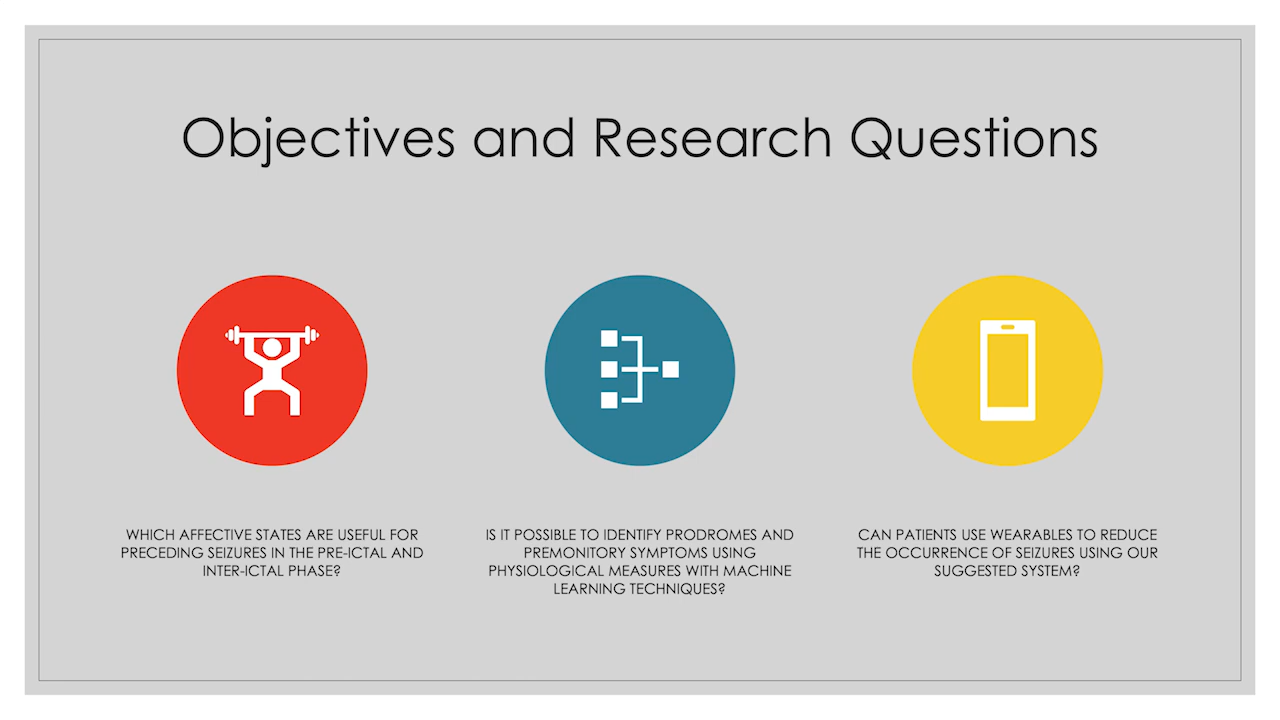 Objectives and Research Questions
WHICH AFFECTIVE STATES ARE USEFUL FOR
PRECEDING SEIZURES IN THE PRE-ICTAL AND
INTER-ICTAL PHASE?
IS IT POSSIBLE TO IDENTIFY PRODROMES AND
PREMONITORY SYMPTOMS USING
PHYSIOLOGICAL MEASURES WITH MACHINE
LEARNING TECHNIQUES?
CAN PATIENTS USE WEARABLES TO REDUCE
THE OCCURRENCE OF SEIZURES USING OUR
SUGGESTED SYSTEM?